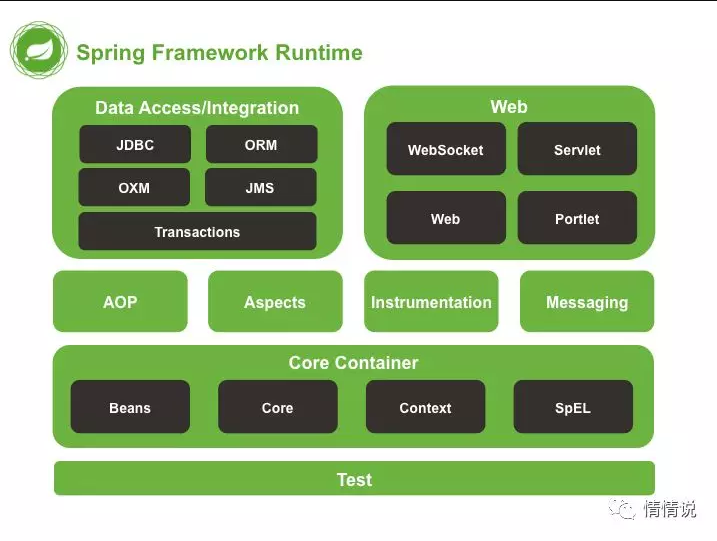 Spring Framework Runtime
Data Access/Integration
JDBC ORM
OXM JMS
Transactions
Web
WebSocket Servlet
Web Portlet
AOP Aspects Instrumentation Messaging
Core Container
Beans Core Context SpEL
Test
情情说